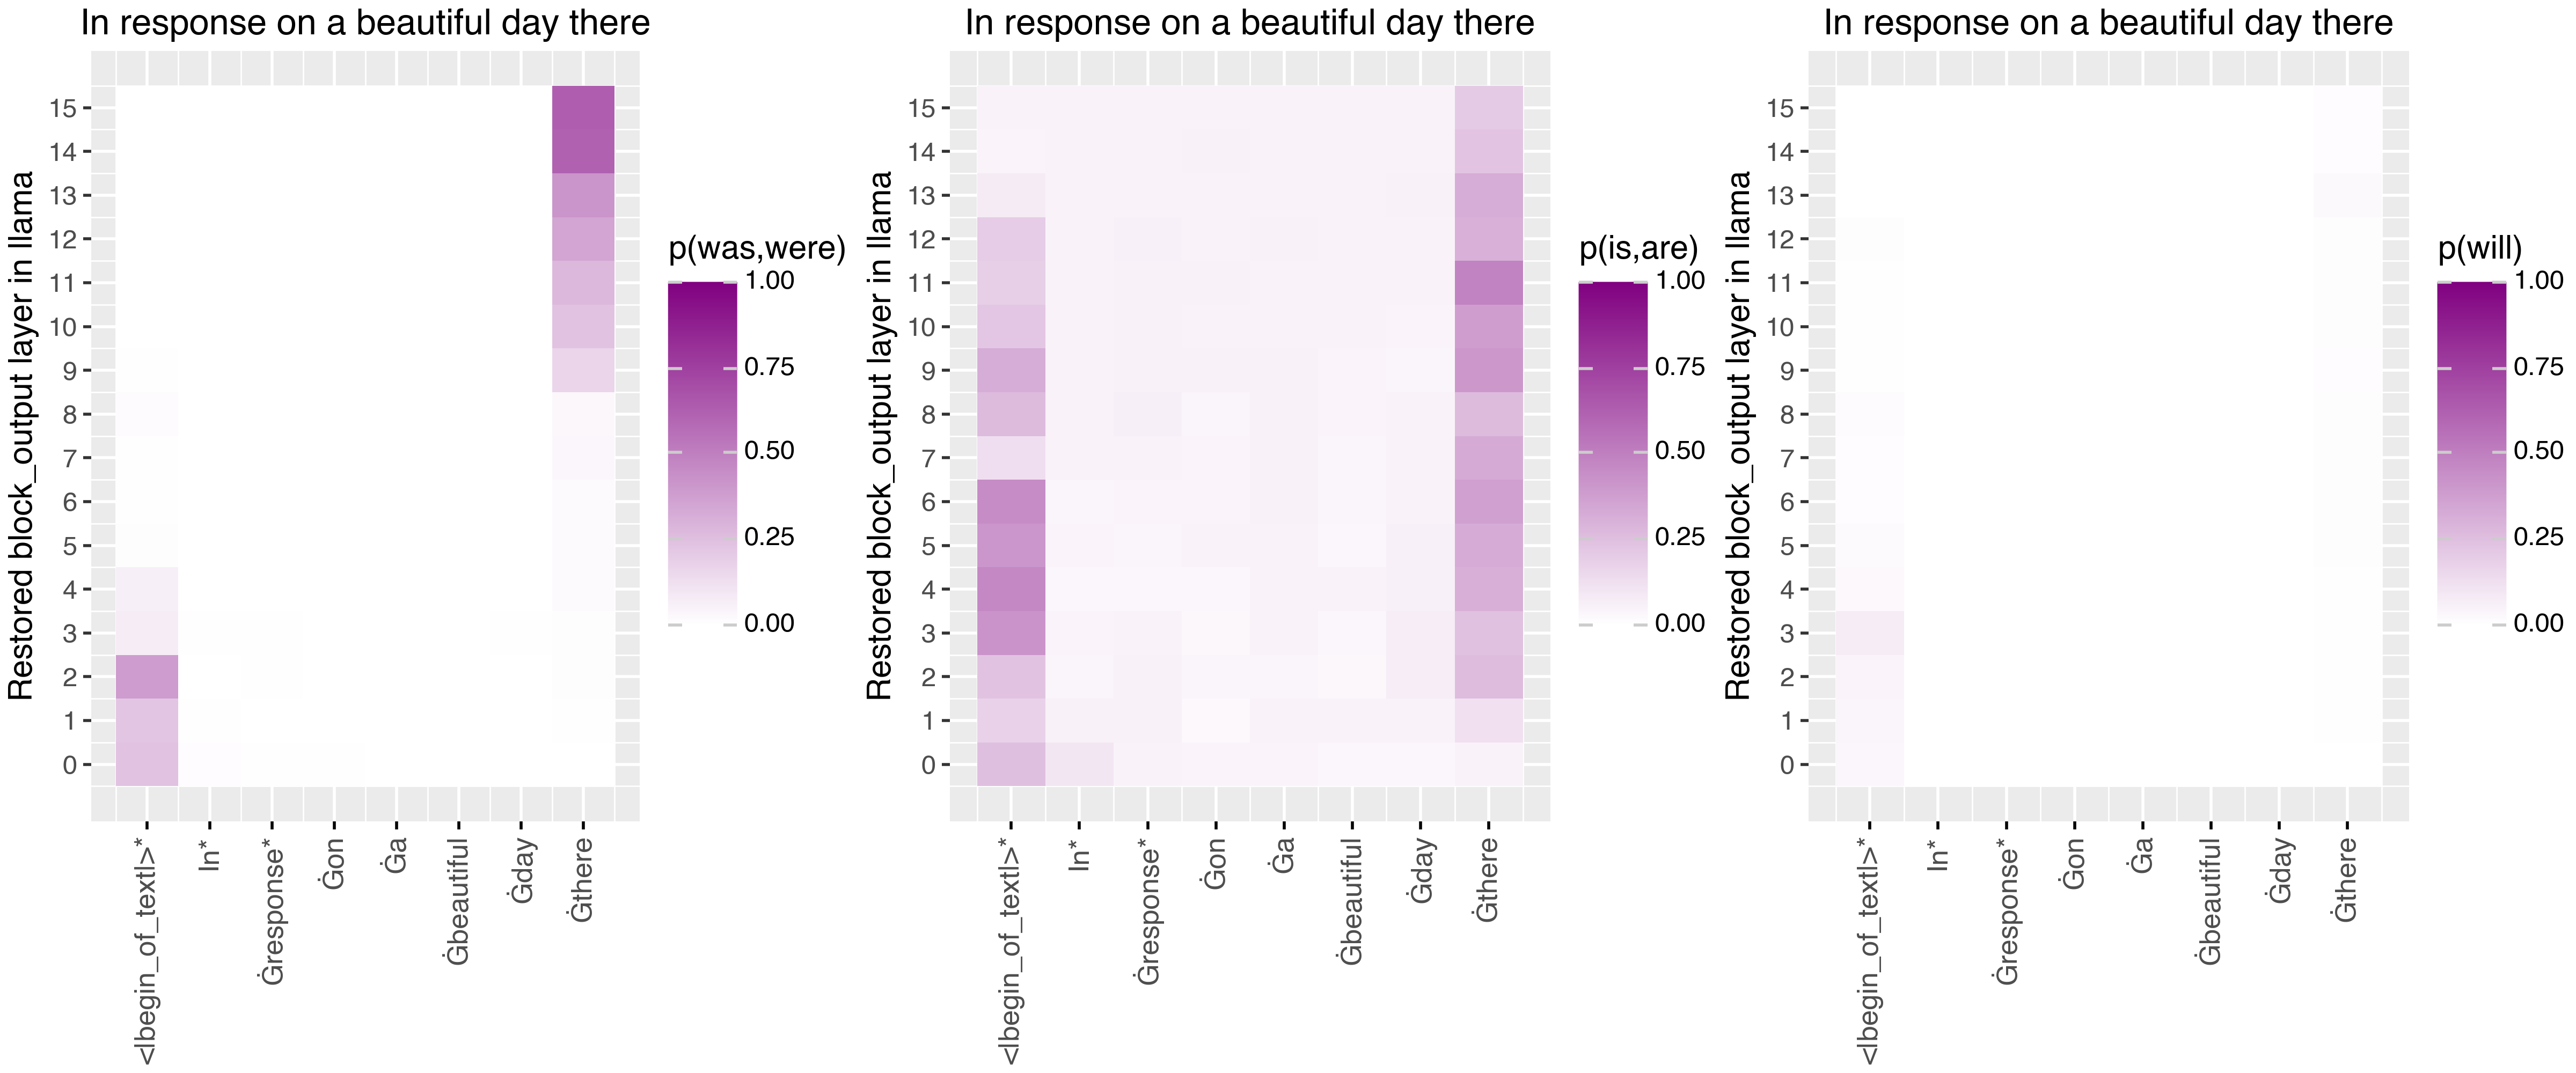 In response on a beautiful day there
Restored block_output layer in llama
15
14
13
12
11
10
9
8
7
6
5
4
3
2
1
0
<|begin_of_text|>*
In*
Ġresponse*
Ġon
Ġa
Ġbeautiful
Ġday
Ġthere
p(was,were)
1.00
0.75
0.50
0.25
0.00
In response on a beautiful day there
Restored block_output layer in llama
15
14
13
12
11
10
9
8
7
6
5
4
3
2
1
0
<|begin_of_text|>*
In*
Ġresponse*
Ġon
Ġa
Ġbeautiful
Ġday
Ġthere
p(is,are)
1.00
0.75
0.50
0.25
0.00
In response on a beautiful day there
Restored block_output layer in llama
15
14
13
12
11
10
9
8
7
6
5
4
3
2
1
0
<|begin_of_text|>*
In*
Ġresponse*
Ġon
Ġa
Ġbeautiful
Ġday
Ġthere
p(will)
1.00
0.75
0.50
0.25
0.00